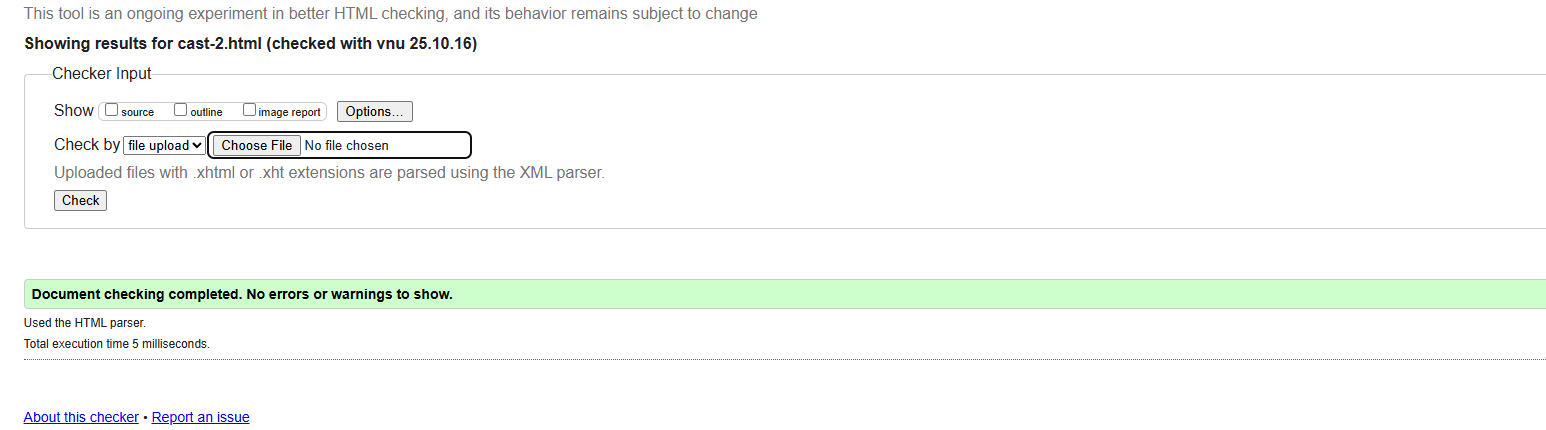 This tool is an ongoing experiment in better HTML checking, and its behavior remains subject to change
Showing results for cast-2.html (checked with vnu 25.10.16)
Checker Input
Show source outline image report Options...
Check by file upload Choose File No file chosen
Uploaded files with .xhtml or .xht extensions are parsed using the XML parser.
Check
Document checking completed. No errors or warnings to show.
Used the HTML parser.
Total execution time 5 milliseconds.
About this checker • Report an issue